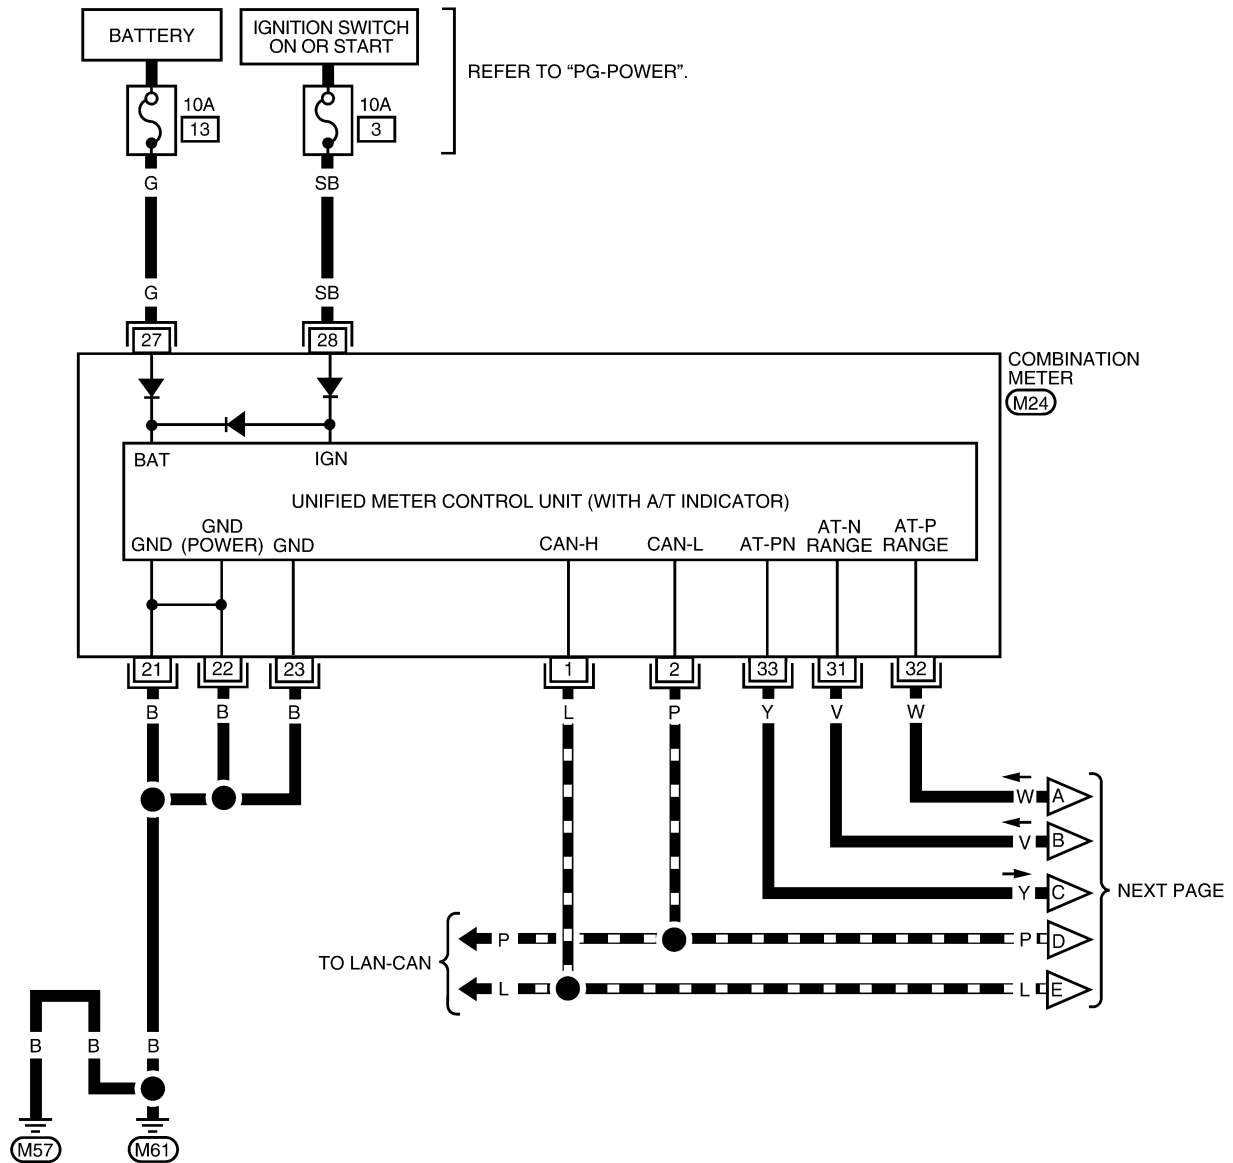 BATTERY
IGNITION SWITCH
ON OR START
REFER TO “PG-POWER”.
10A
13
10A
3
G
SB
G
SB
27
28
COMBINATION
METER
M24
BAT
IGN
UNIFIED METER CONTROL UNIT (WITH A/T INDICATOR)
GND
GND
(POWER)
GND
CAN-H
CAN-L
AT-PN
AT-N
RANGE
AT-P
RANGE
21
22
23
1
2
33
31
32
B
B
B
L
P
Y
V
W
W
A
V
B
Y
C
NEXT PAGE
P
P
D
TO LAN-CAN
L
L
E
B
B
B
M57
M61